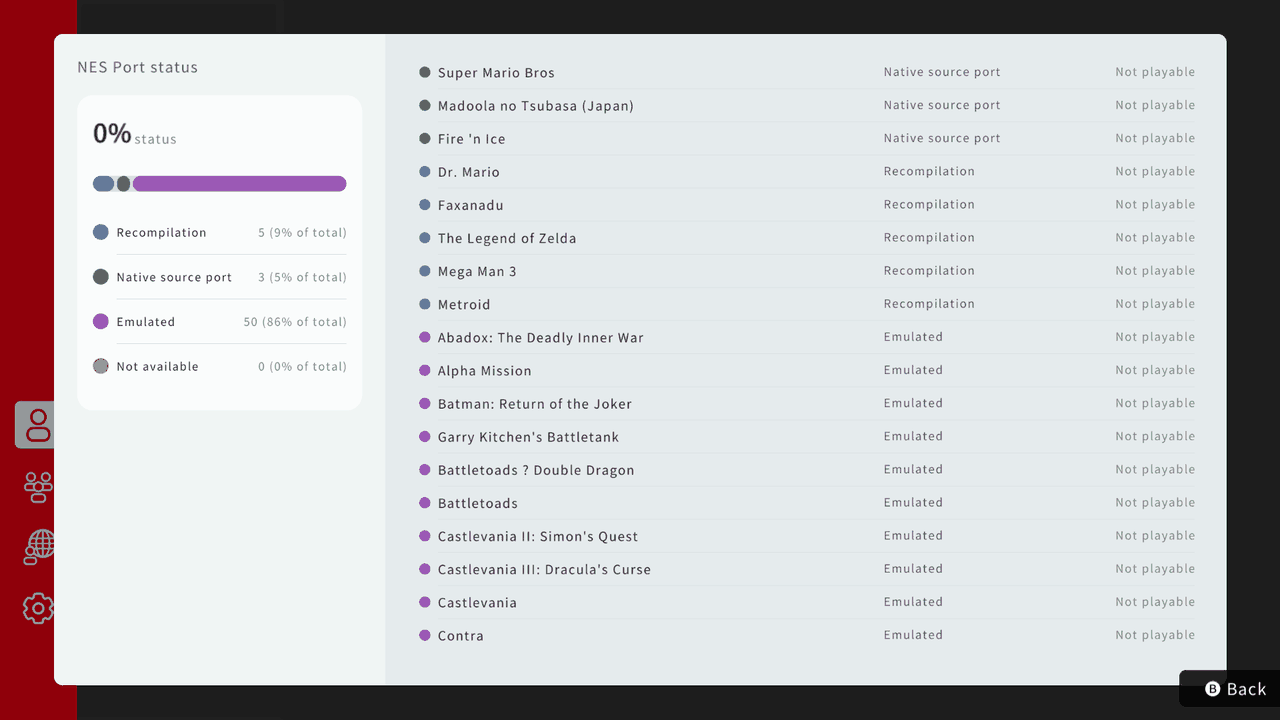 NES Port status
0% status
Recompilation 5 (9% of total)
Native source port 3 (5% of total)
Emulated 50 (86% of total)
Not available 0 (0% of total)
Super Mario Bros Native source port Not playable
Madoola no Tsubasa (Japan) Native source port Not playable
Fire 'n Ice Native source port Not playable
Dr. Mario Recompilation Not playable
Faxanadu Recompilation Not playable
The Legend of Zelda Recompilation Not playable
Mega Man 3 Recompilation Not playable
Metroid Recompilation Not playable
Abadox: The Deadly Inner War Emulated Not playable
Alpha Mission Emulated Not playable
Batman: Return of the Joker Emulated Not playable
Garry Kitchen's Battletank Emulated Not playable
Battletoads ? Double Dragon Emulated Not playable
Battletoads Emulated Not playable
Castlevania II: Simon's Quest Emulated Not playable
Castlevania III: Dracula's Curse Emulated Not playable
Castlevania Emulated Not playable
Contra Emulated Not playable
B Back